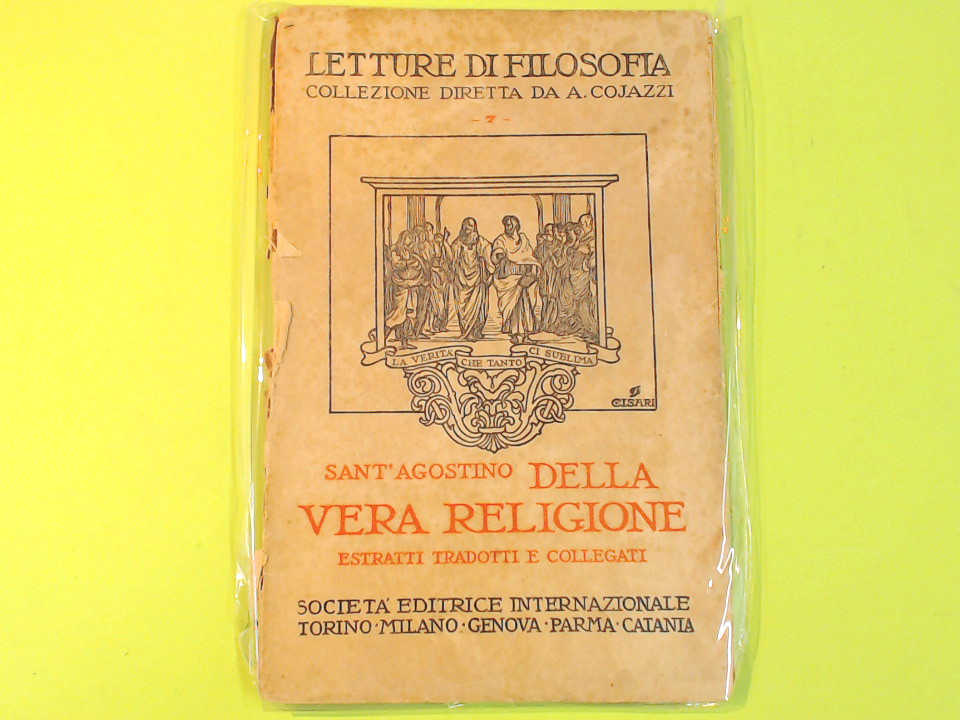 LETTURE DI FILOSOFIA
COLLEZIONE DIRETTA DA A. COJAZZI
- 7 -
LA VERITÀ CHE TANTO CI SUBLIMA
CISARI
SANT'AGOSTINO DELLA
VERA RELIGIONE
ESTRATTI TRADOTTI E COLLEGATI
SOCIETA' EDITRICE INTERNAZIONALE
TORINO · MILANO · GENOVA · PARMA · CATANIA